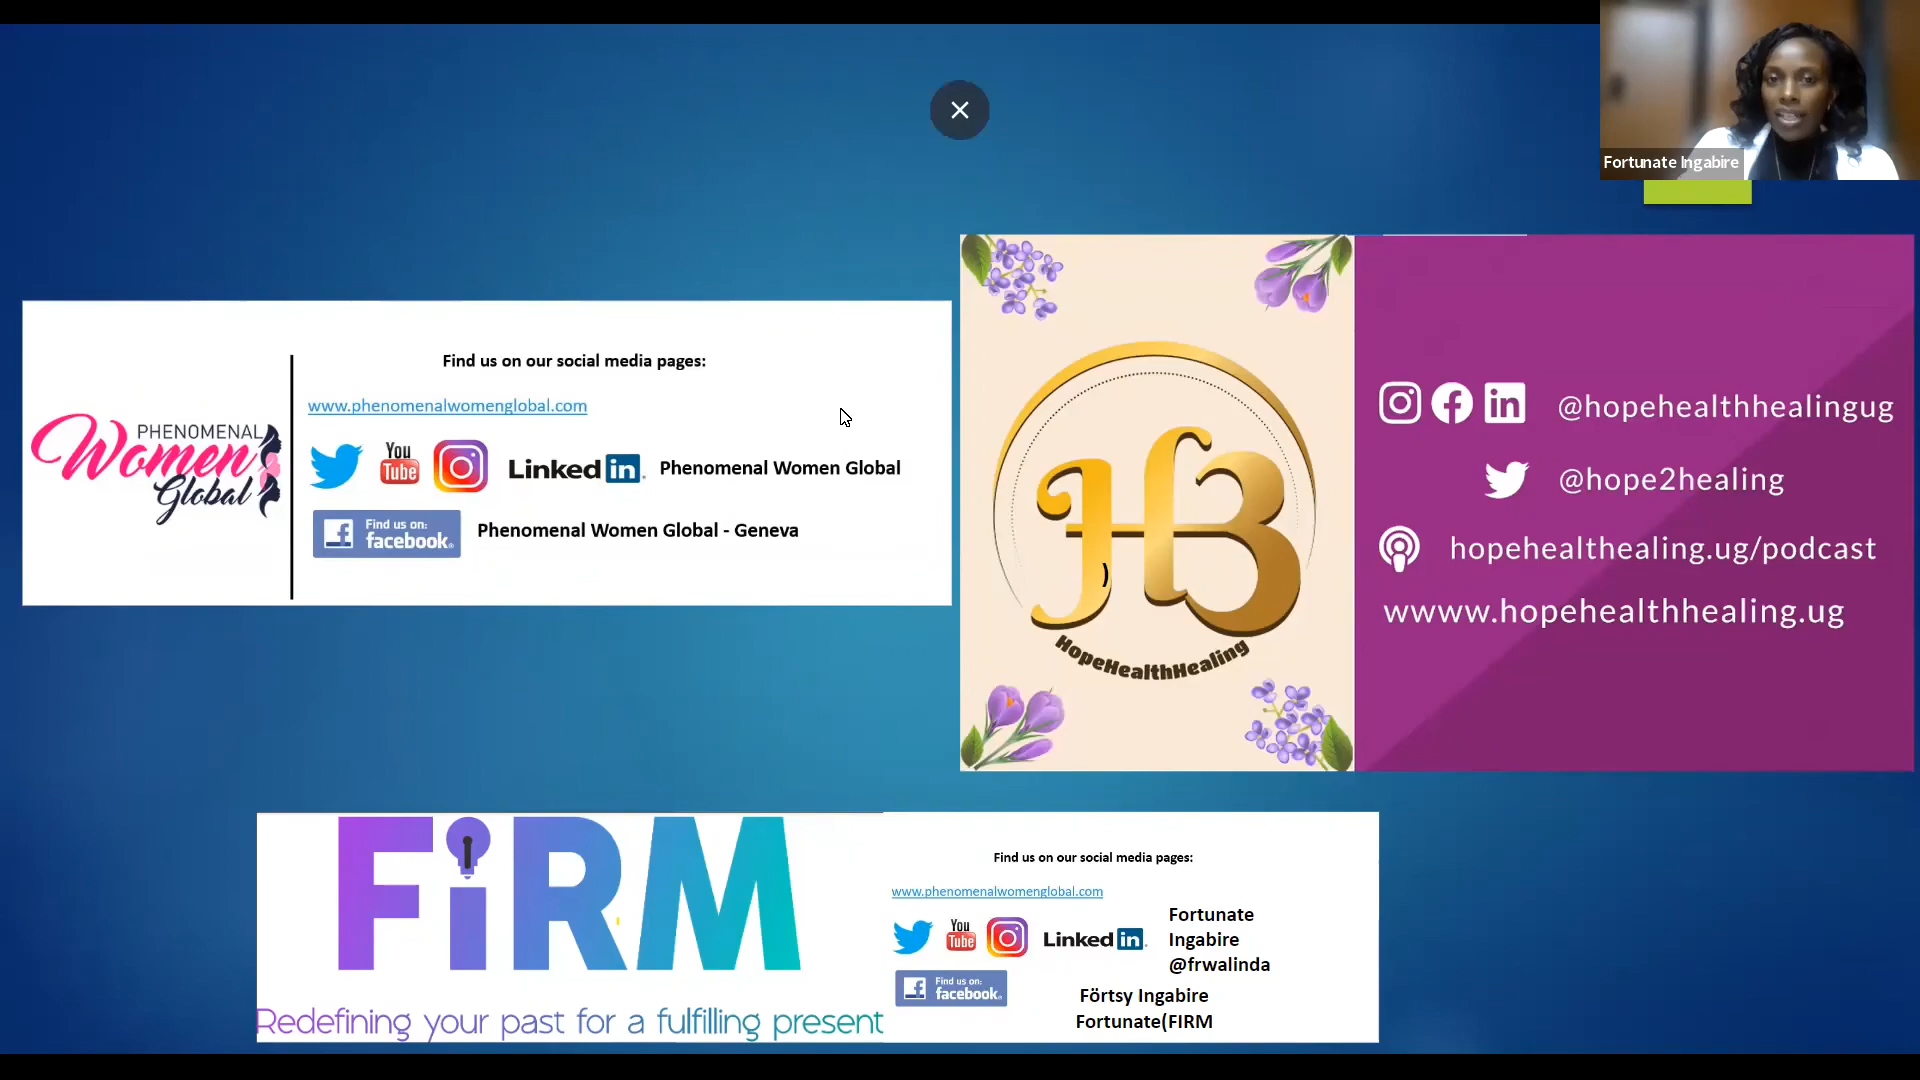 Fortunate Ingabire
Find us on our social media pages:
www.phenomenalwomenglobal.com
PHENOMENAL
Women
Global
You
Tube
Linked in
Phenomenal Women Global
Find us on:
facebook
Phenomenal Women Global - Geneva
HB
)
HopeHealthHealing
in
@hopehealthhealingug
@hope2healing
hopehealthealing.ug/podcast
wwww.hopehealthhealing.ug
FiRM
Redefining your past for a fulfilling present
Find us on our social media pages:
www.phenomenalwomenglobal.com
You
Tube
Linked in
Fortunate
Ingabire
@frwalinda
Find us on:
facebook
Förtsy Ingabire
Fortunate(FIRM